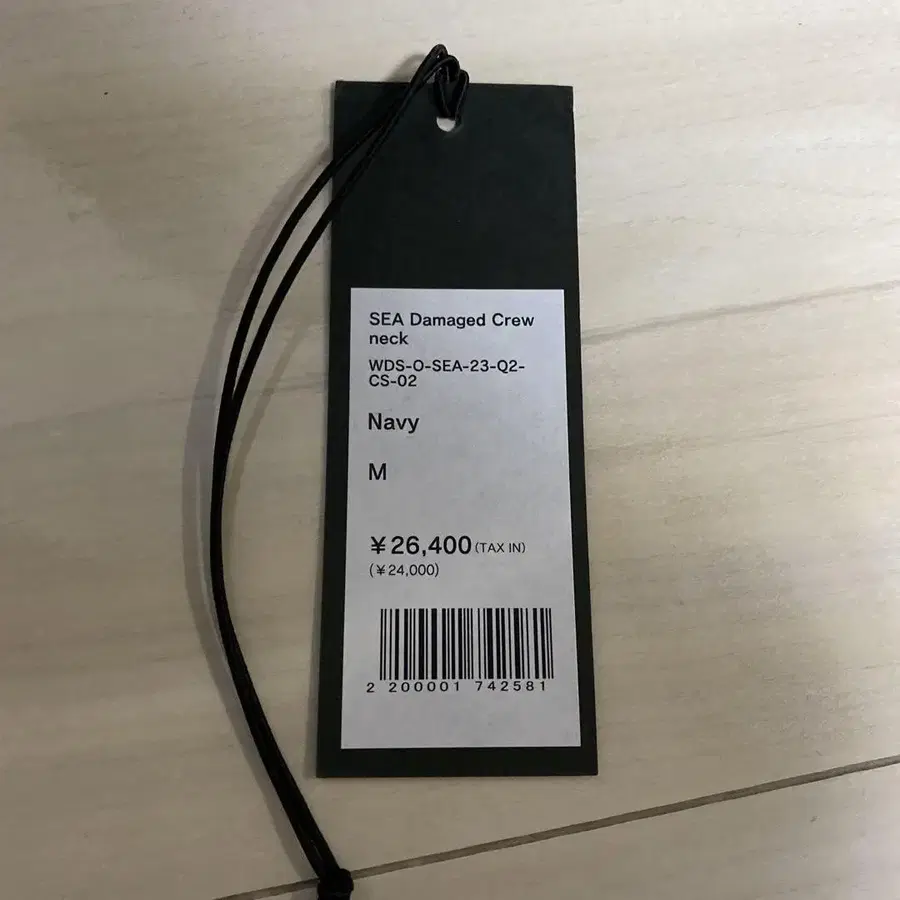 SEA Damaged Crew
neck
WDS-O-SEA-23-Q2-
CS-02
Navy
M
¥26,400 (TAX IN)
(¥24,000)
2 200001 742581